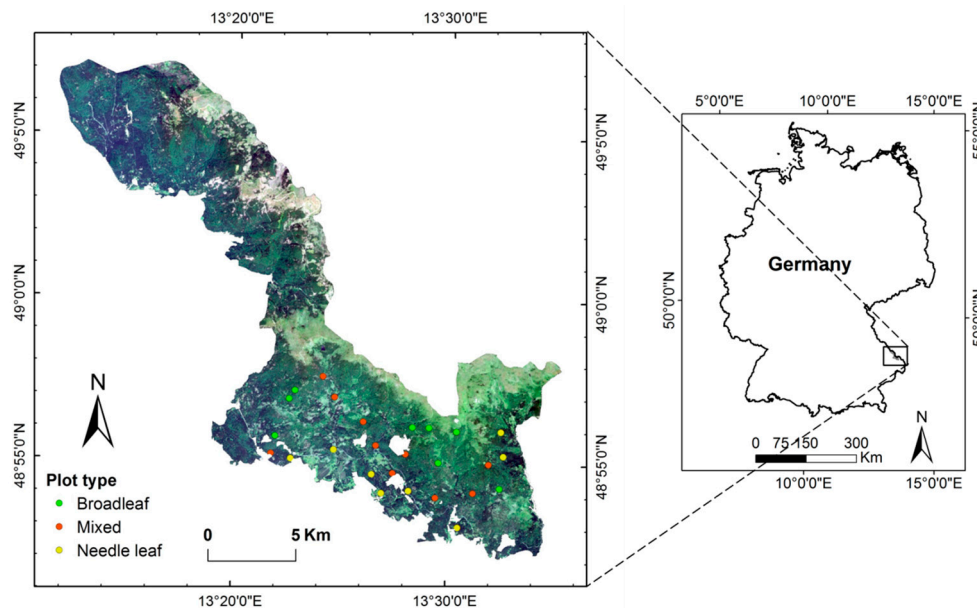 13°20'0"E
13°30'0"E
49°5'0"N
49°0'0"N
48°55'0"N
49°5'0"N
49°0'0"N
48°55'0"N
N
Plot type
Broadleaf
Mixed
Needle leaf
0
5 Km
13°20'0"E
13°30'0"E
5°0'0"E
10°0'0"E
15°0'0"E
55°0'0"N
50°0'0"N
50°0'0"N
Germany
N
0 75 150 300
Km
10°0'0"E
15°0'0"E